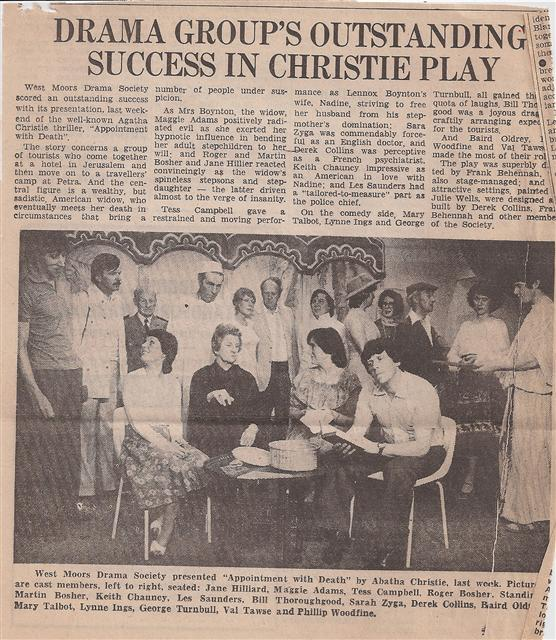 DRAMA GROUP'S OUTSTANDING
SUCCESS IN CHRISTIE PLAY
West Moors Drama Society
scored an outstanding success
with its presentation, last week-
end of the well-known Agatha
Christie thriller, "Appointment
with Death".
The story concerns a group
of tourists who come together
at a hotel in Jerusalem and
then move on to a travellers'
camp at Petra. And the cen-
tral figure is a wealthy, but
sadistic, American widow, who
eventually meets her death in
circumstances that bring a
number of people under sus-
picion.
As Mrs Boynton, the widow,
Maggie Adams positively radi-
ated evil as she exerted her
hypnotic influence in bending
her adult stepchildren to her
will; and Roger and Martin
Bosher and Jane Hillier reacted
convincingly as the widow's
spineless stepsons and step-
daughter — the latter driven
almost to the verge of insanity.
Tess Campbell gave a
restrained and moving perfor-
mance as Lennox Boynton's
wife, Nadine, striving to free
her husband from his step-
mother's domination; Sara
Zyga was commendably force-
ful as an English doctor, and
Derek Collins was perceptive
as a French psychiatrist,
Keith Chauncy impressive as
an American in love with
Nadine; and Les Saunders had
a "tailored-to-measure" part as
the police chief.
On the comedy side, Mary
Talbot, Lynne Ings and George
Turnbull, all gained the
quota of laughs. Bill Tho
good was a joyous drag
craftily arranging exped
for the tourists.
And Baird Oldrey,
Woodfine and Val Taws
made the most of their rol
The play was superbly d
ted by Frank Behennah,
also stage-managed; and
attractive settings, painted
Julie Wells, were designed a
built by Derek Collins, Fra
Behennah and other membe
of the Society.
West Moors Drama Society presented "Appointment with Death" by Abatha Christie, last week. Pictur
are cast members, left to right, seated: Jane Hilliard, Maggie Adams, Tess Campbell, Roger Bosher. Standin
Martin Bosher, Keith Chauncy, Les Saunders, Bill Thoroughgood, Sarah Zyga, Derek Collins, Baird Old
Mary Talbot, Lynne Ings, George Turnbull, Val Tawse and Phillip Woodfine.